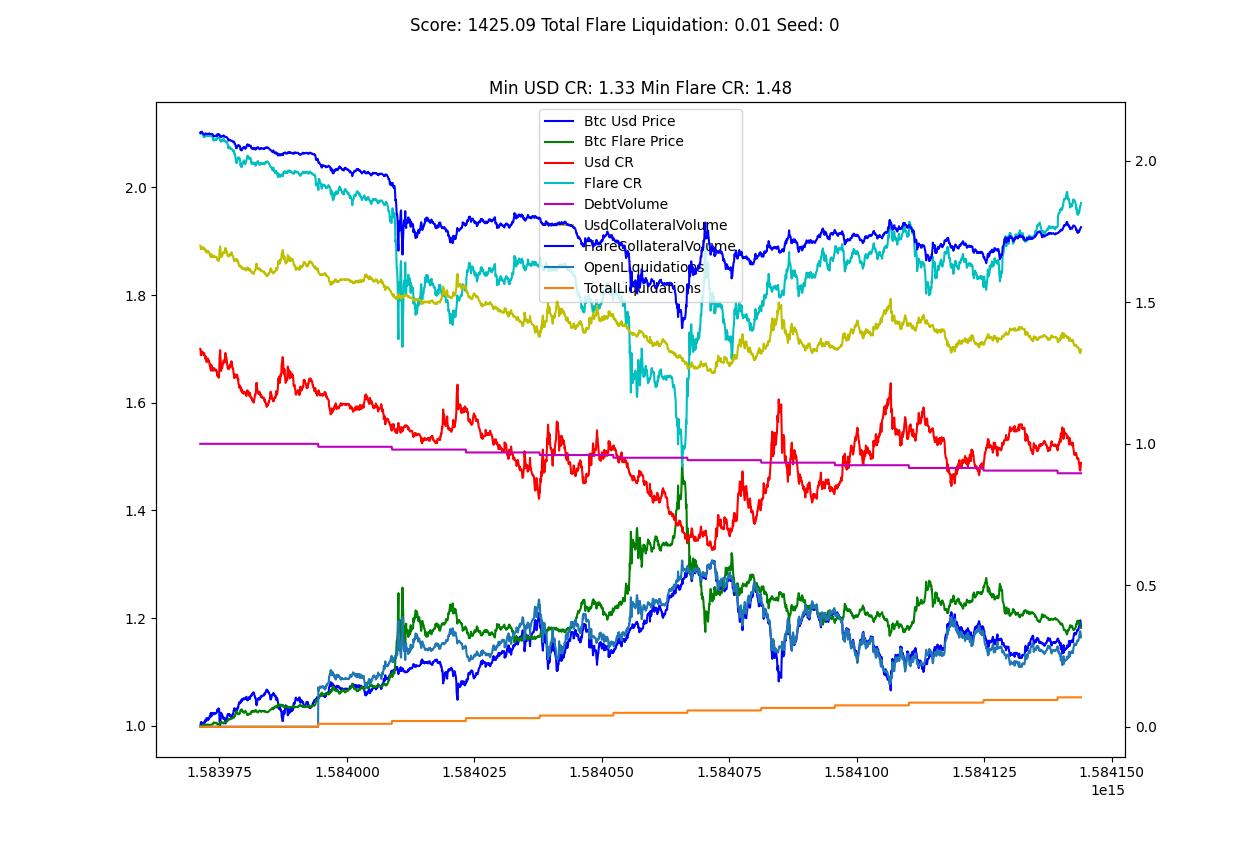 Score: 1425.09 Total Flare Liquidation: 0.01 Seed: 0
Min USD CR: 1.33 Min Flare CR: 1.48
Btc Usd Price
Btc Flare Price
Usd CR
Flare CR
DebtVolume
UsdCollateralVolume
FlareCollateralVolume
OpenLiquidations
TotalLiquidations
2.0
1.8
1.6
1.4
1.2
1.0
2.0
1.5
1.0
0.5
0.0
1.583975 1.584000 1.584025 1.584050 1.584075 1.584100 1.584125 1.584150
1e15